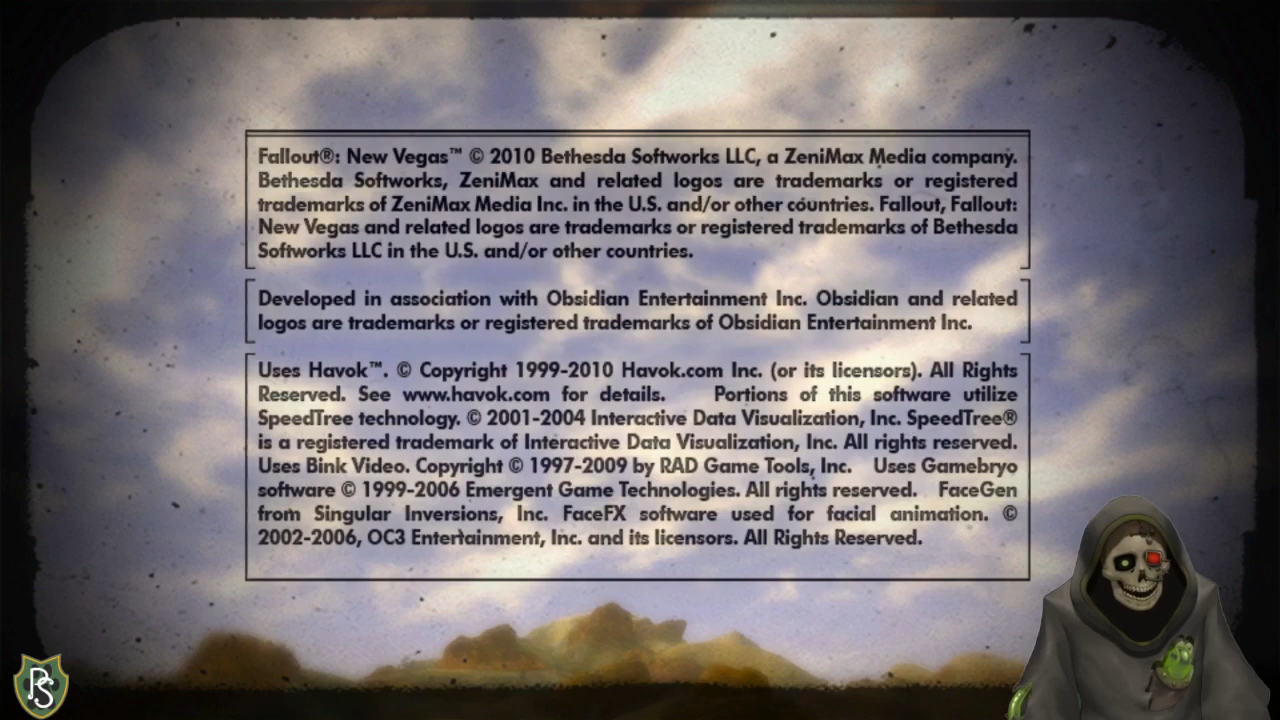 Fallout®: New Vegas™ © 2010 Bethesda Softworks LLC, a ZeniMax Media company.
Bethesda Softworks, ZeniMax and related logos are trademarks or registered
trademarks of ZeniMax Media Inc. in the U.S. and/or other countries. Fallout, Fallout:
New Vegas and related logos are trademarks or registered trademarks of Bethesda
Softworks LLC in the U.S. and/or other countries.
Developed in association with Obsidian Entertainment Inc. Obsidian and related
logos are trademarks or registered trademarks of Obsidian Entertainment Inc.
Uses Havok™. © Copyright 1999-2010 Havok.com Inc. (or its licensors). All Rights
Reserved. See www.havok.com for details. Portions of this software utilize
SpeedTree technology. © 2001-2004 Interactive Data Visualization, Inc. SpeedTree®
is a registered trademark of Interactive Data Visualization, Inc. All rights reserved.
Uses Bink Video. Copyright © 1997-2009 by RAD Game Tools, Inc. Uses Gamebryo
software © 1999-2006 Emergent Game Technologies. All rights reserved. FaceGen
from Singular Inversions, Inc. FaceFX software used for facial animation. ©
2002-2006, OC3 Entertainment, Inc. and its licensors. All Rights Reserved.
PS